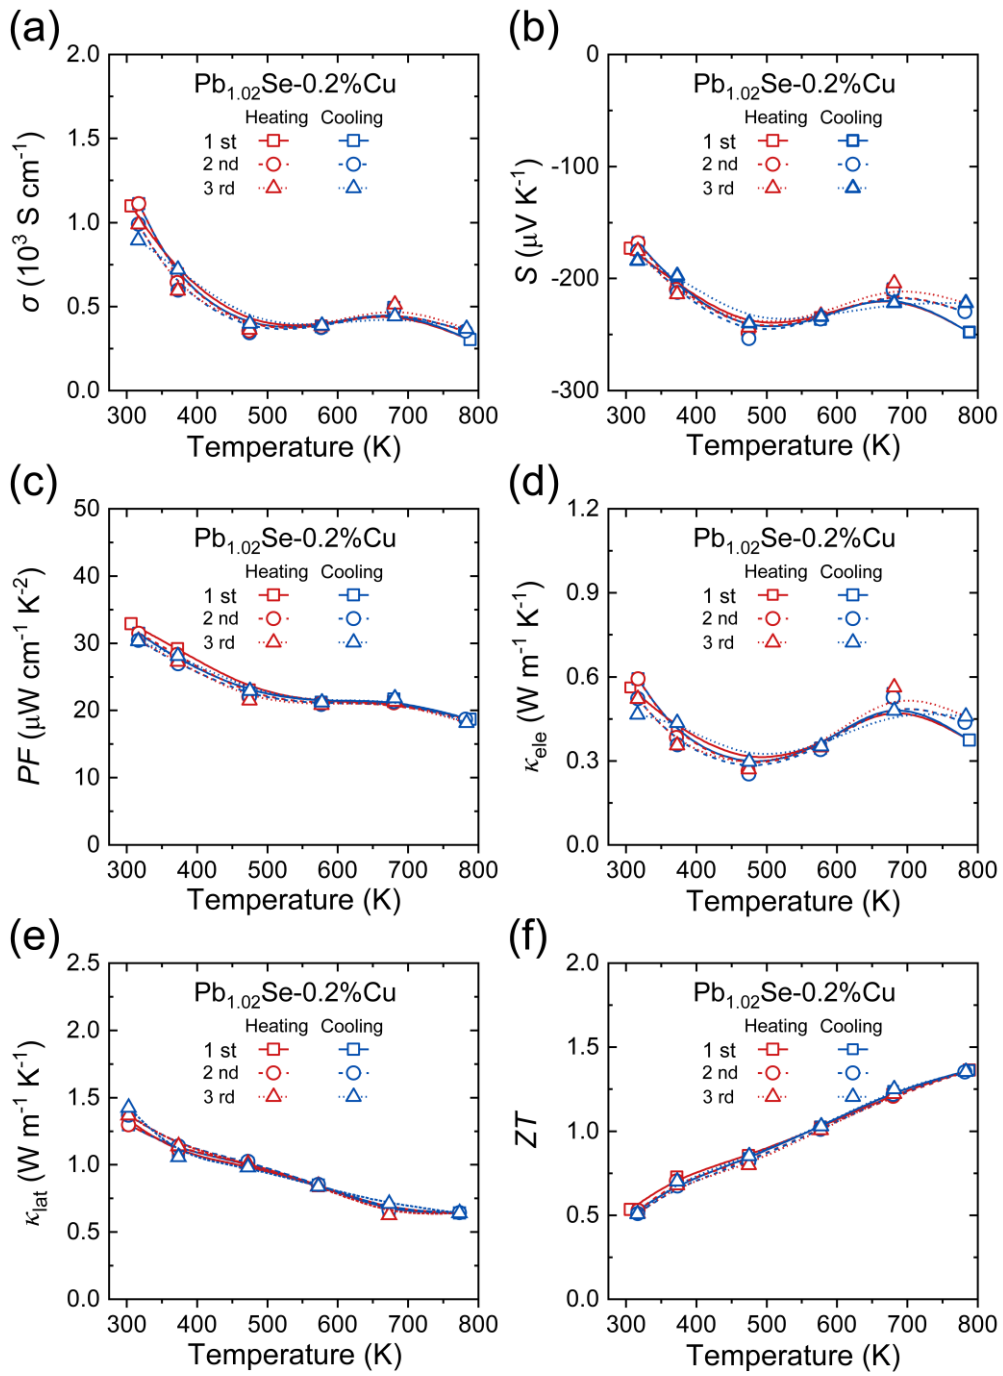 (a)
2.0
1.5
1.0
0.5
0.0
σ (10³ S cm⁻¹)
Pb₁.₀₂Se-0.2%Cu
Heating Cooling
1 st
2 nd
3 rd
300 400 500 600 700 800
Temperature (K)
(b)
0
-100
-200
-300
S (μV K⁻¹)
Pb₁.₀₂Se-0.2%Cu
Heating Cooling
1 st
2 nd
3 rd
300 400 500 600 700 800
Temperature (K)
(c)
50
40
30
20
10
0
PF (μW cm⁻¹ K⁻²)
Pb₁.₀₂Se-0.2%Cu
Heating Cooling
1 st
2 nd
3 rd
300 400 500 600 700 800
Temperature (K)
(d)
1.2
0.9
0.6
0.3
0.0
κele (W m⁻¹ K⁻¹)
Pb₁.₀₂Se-0.2%Cu
Heating Cooling
1 st
2 nd
3 rd
300 400 500 600 700 800
Temperature (K)
(e)
2.5
2.0
1.5
1.0
0.5
0.0
κlat (W m⁻¹ K⁻¹)
Pb₁.₀₂Se-0.2%Cu
Heating Cooling
1 st
2 nd
3 rd
300 400 500 600 700 800
Temperature (K)
(f)
2.0
1.5
1.0
0.5
0.0
ZT
Pb₁.₀₂Se-0.2%Cu
Heating Cooling
1 st
2 nd
3 rd
300 400 500 600 700 800
Temperature (K)